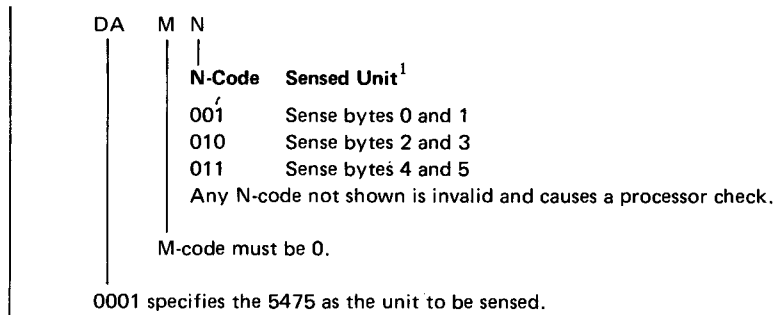 DA M N
N-Code Sensed Unit¹
001 Sense bytes 0 and 1
010 Sense bytes 2 and 3
011 Sense bytes 4 and 5
Any N-code not shown is invalid and causes a processor check.
M-code must be 0.
0001 specifies the 5475 as the unit to be sensed.